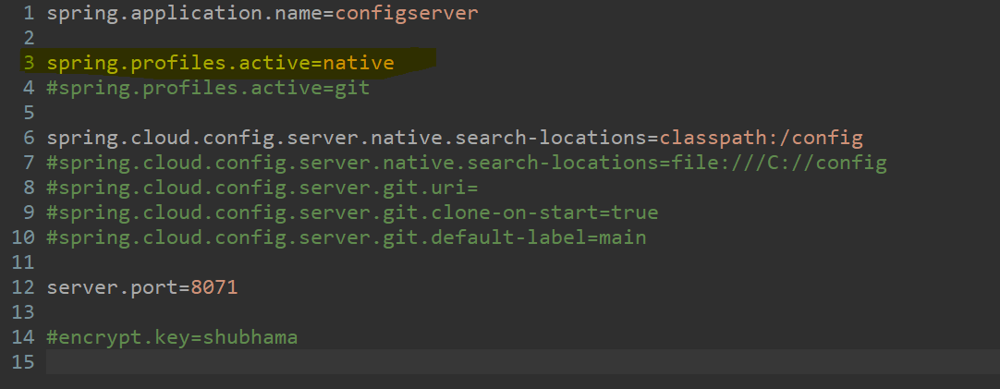 1 spring.application.name=configserver
2
3 spring.profiles.active=native
4 #spring.profiles.active=git
5
6 spring.cloud.config.server.native.search-locations=classpath:/config
7 #spring.cloud.config.server.native.search-locations=file:///C://config
8 #spring.cloud.config.server.git.uri=
9 #spring.cloud.config.server.git.clone-on-start=true
10 #spring.cloud.config.server.git.default-label=main
11
12 server.port=8071
13
14 #encrypt.key=shubhama
15